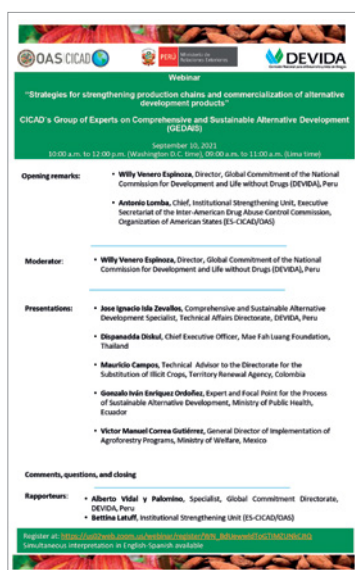 OAS CICAD
PERÚ Ministerio de Relaciones Exteriores
DEVIDA
Webinar
"Strategies for strengthening production chains and commercialization of alternative
development products"
CICAD's Group of Experts on Comprehensive and Sustainable Alternative Development
(GEDAIS)
September 10, 2021
10:00 a.m. to 12:00 p.m. (Washington D.C. time), 09:00 a.m. to 11:00 a.m. (Lima time)
Opening remarks:
• Willy Venero Espinoza, Director, Global Commitment of the National
Commission for Development and Life without Drugs (DEVIDA), Peru
• Antonio Lomba, Chief, Institutional Strengthening Unit, Executive
Secretariat of the Inter-American Drug Abuse Control Commission,
Organization of American States (ES-CICAD/OAS)
Moderator:
• Willy Venero Espinoza, Director, Global Commitment of the National
Commission for Development and Life without Drugs (DEVIDA), Peru
Presentations:
• Jose Ignacio Isla Zevallos, Comprehensive and Sustainable Alternative
Development Specialist, Technical Affairs Directorate, DEVIDA, Peru
• Dispanadda Diskul, Chief Executive Officer, Mae Fah Luang Foundation,
Thailand
• Mauricio Campos, Technical Advisor to the Directorate for the
Substitution of Illicit Crops, Territory Renewal Agency, Colombia
• Gonzalo Iván Enriquez Ordoñez, Expert and Focal Point for the Process
of Sustainable Alternative Development, Ministry of Public Health,
Ecuador
• Victor Manuel Correa Gutiérrez, General Director of Implementation of
Agroforestry Programs, Ministry of Welfare, Mexico
Comments, questions, and closing
Rapporteurs:
• Alberto Vidal y Palomino, Specialist, Global Commitment Directorate,
DEVIDA, Peru
• Bettina Latuff, Institutional Strengthening Unit (ES-CICAD/OAS)
Register at:
Simultaneous interpretation in English-Spanish available